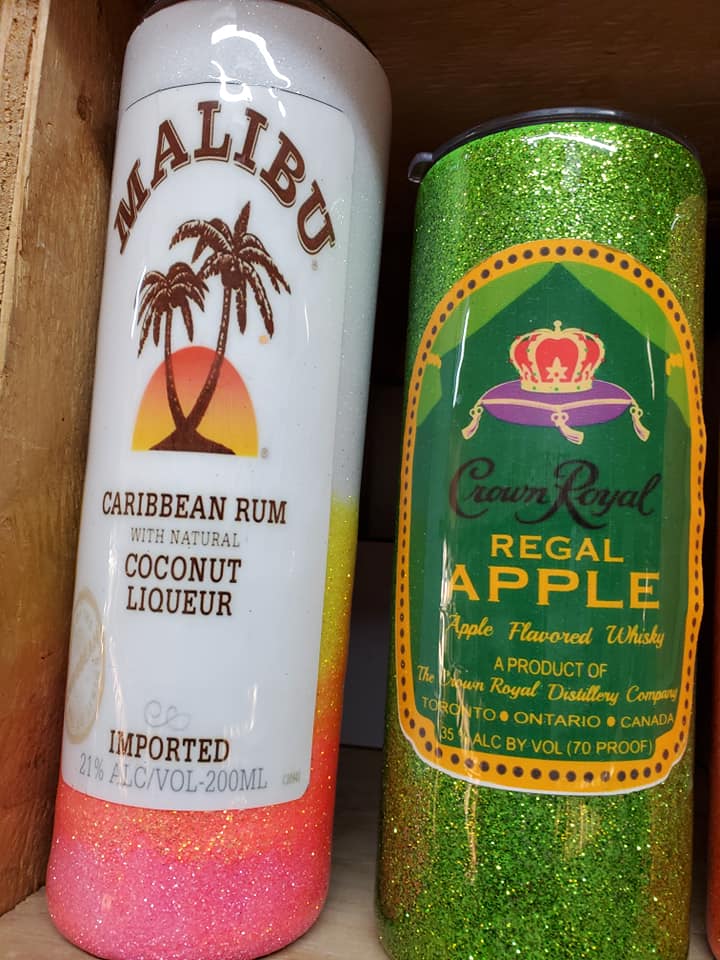 MALIBU
CARIBBEAN RUM
WITH NATURAL
COCONUT
LIQUEUR
IMPORTED
21% ALC/VOL-200ML
Crown Royal
REGAL
APPLE
Apple Flavored Whisky
A PRODUCT OF
The Crown Royal Distillery Company
TORONTO • ONTARIO • CANADA
35% ALC BY VOL (70 PROOF)